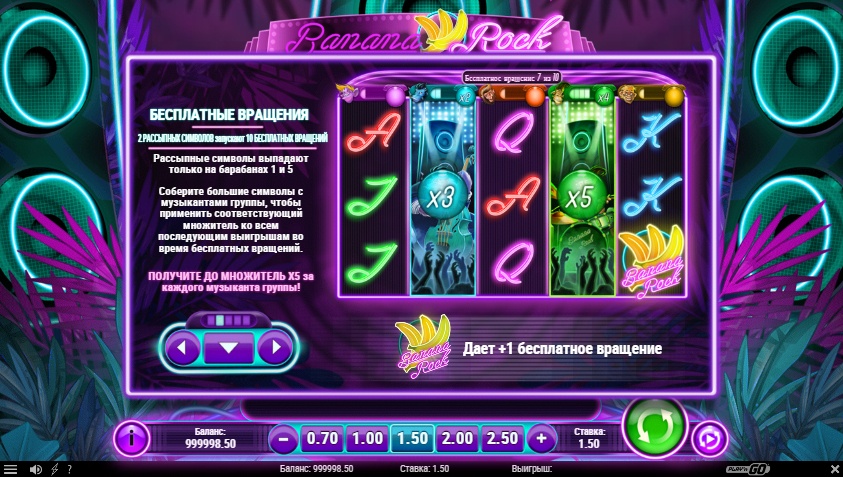 Banana Rock
Бесплатное вращение 7 из 10
БЕСПЛАТНЫЕ ВРАЩЕНИЯ
2 РАССЫПНЫХ СИМВОЛОВ запускают 10 БЕСПЛАТНЫХ ВРАЩЕНИЙ
Рассыпные символы выпадают
только на барабанах 1 и 5
Соберите большие символы с
музыкантами группы, чтобы
применить соответствующий
множитель ко всем
последующим выигрышам во
время бесплатных вращений.
ПОЛУЧИТЕ ДО МНОЖИТЕЛЬ X5 за
каждого музыканта группы!
x2 x4
A Q K
J x3 A x5 K
J Q Banana Rock
Banana Rock
Дает +1 бесплатное вращение
i
Баланс:
999998.50
− 0.70 1.00 1.50 2.00 2.50 +
Ставка:
1.50
? Баланс: 999998.50 Ставка: 1.50 Выигрыш: PLAY'n GO